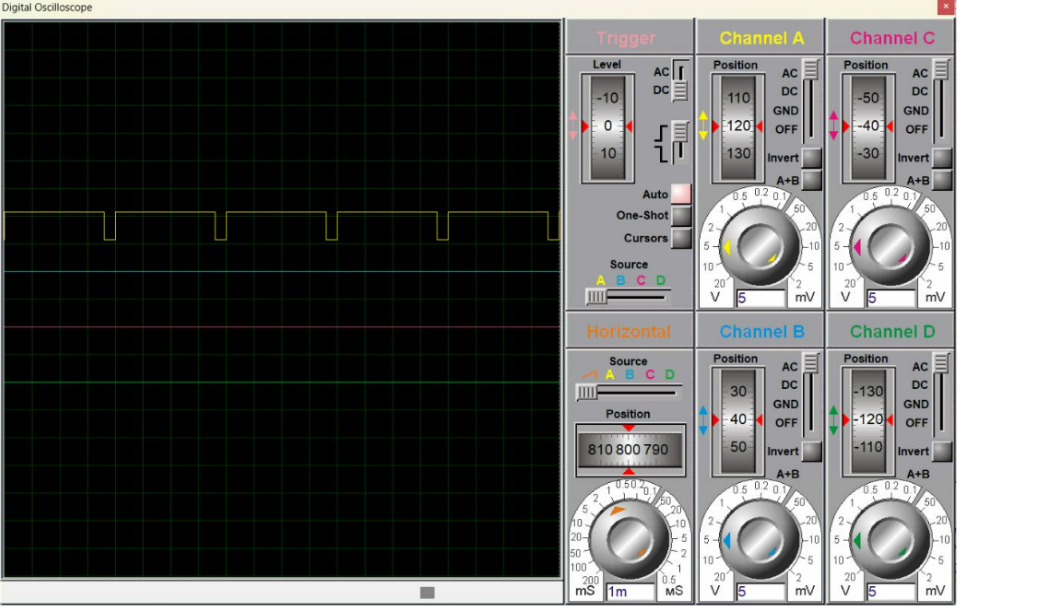 Digital Oscilloscope
×
Trigger
Level
AC
DC
-10
0
10
Auto
One-Shot
Cursors
Source
A B C D
Channel A
Position
AC
DC
GND
OFF
110
120
130
Invert
A+B
20 10 5 2 1 0.5 0.2 0.1 50 20 10 5 2
V 5 mV
Channel C
Position
AC
DC
GND
OFF
-50
-40
-30
Invert
A+B
20 10 5 2 1 0.5 0.2 0.1 50 20 10 5 2
V 5 mV
Horizontal
Source
A B C D
Position
810 800 790
200 100 50 20 10 5 2 1 0.5 0.2 0.1 50 20 10 5 2 1 0.5
mS 1m мS
Channel B
Position
AC
DC
GND
OFF
30
40
50
Invert
A+B
20 10 5 2 1 0.5 0.2 0.1 50 20 10 5 2
V 5 mV
Channel D
Position
AC
DC
GND
OFF
-130
-120
-110
Invert
A+B
20 10 5 2 1 0.5 0.2 0.1 50 20 10 5 2
V 5 mV